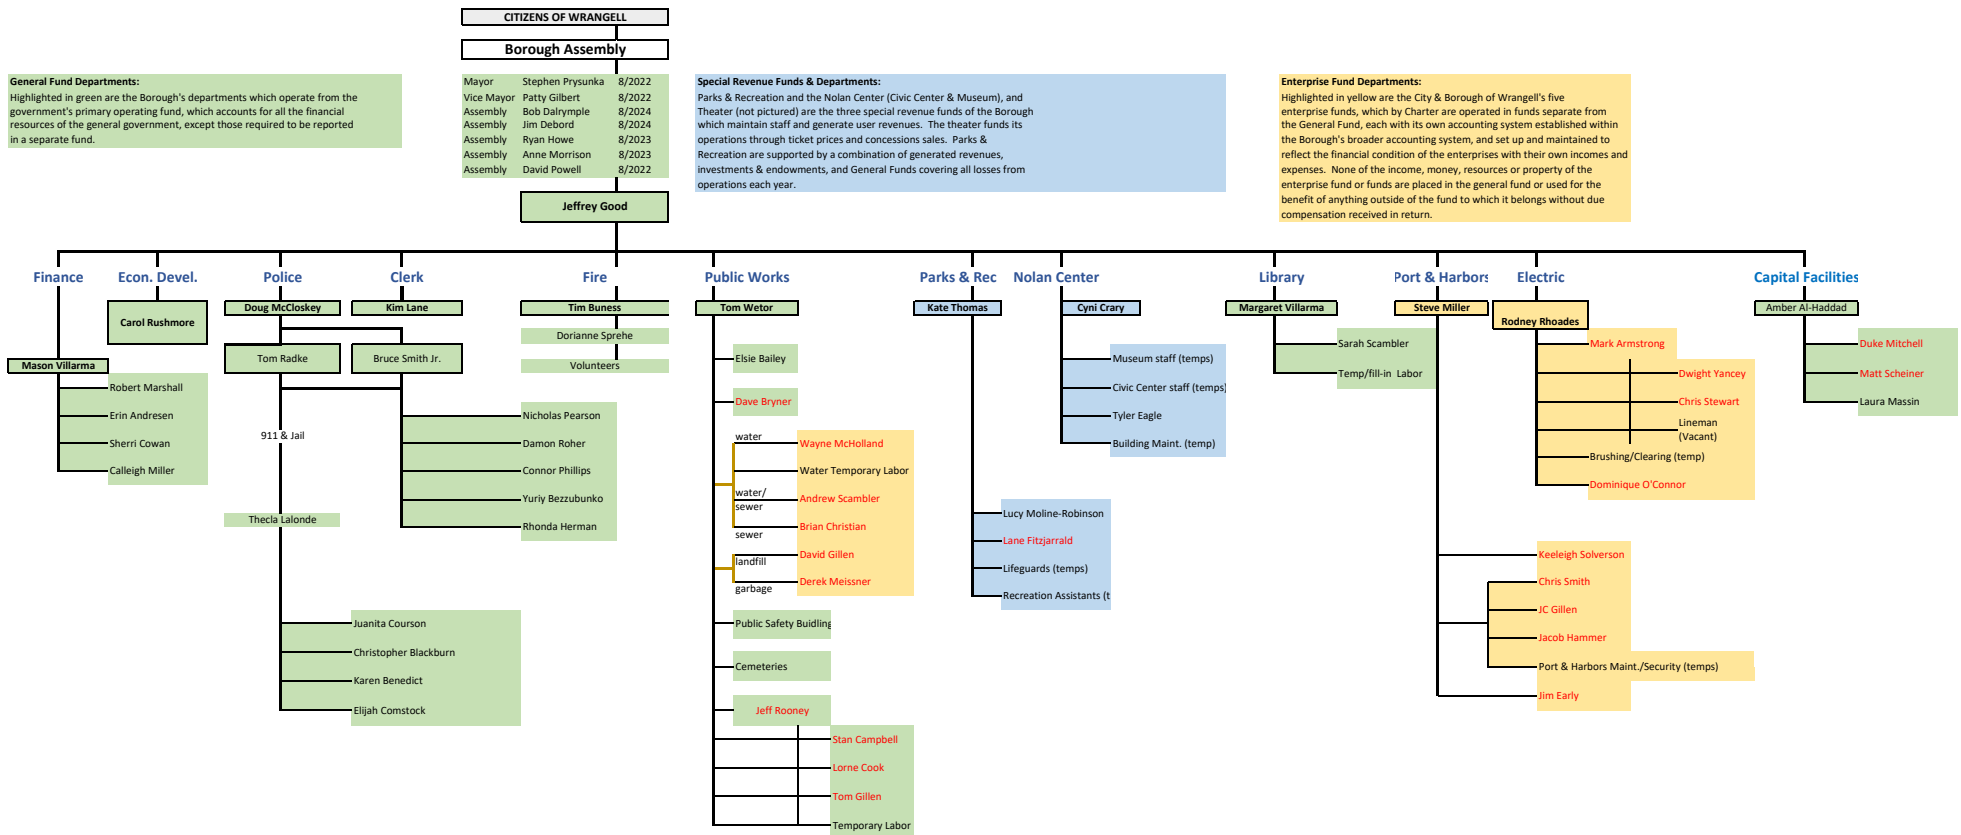 CITIZENS OF WRANGELL
Borough Assembly
General Fund Departments:
Highlighted in green are the Borough's departments which operate from the
government's primary operating fund, which accounts for all the financial
resources of the general government, except those required to be reported
in a separate fund.
Mayor Stephen Prysunka 8/2022
Vice Mayor Patty Gilbert 8/2022
Assembly Bob Dalrymple 8/2024
Assembly Jim Debord 8/2024
Assembly Ryan Howe 8/2023
Assembly Anne Morrison 8/2023
Assembly David Powell 8/2022
Special Revenue Funds & Departments:
Parks & Recreation and the Nolan Center (Civic Center & Museum), and
Theater (not pictured) are the three special revenue funds of the Borough
which maintain staff and generate user revenues. The theater funds its
operations through ticket prices and concessions sales. Parks &
Recreation are supported by a combination of generated revenues,
investments & endowments, and General Funds covering all losses from
operations each year.
Enterprise Fund Departments:
Highlighted in yellow are the City & Borough of Wrangell's five
enterprise funds, which by Charter are operated in funds separate from
the General Fund, each with its own accounting system established within
the Borough's broader accounting system, and set up and maintained to
reflect the financial condition of the enterprises with their own incomes and
expenses. None of the income, money, resources or property of the
enterprise fund or funds are placed in the general fund or used for the
benefit of anything outside of the fund to which it belongs without due
compensation received in return.
Jeffrey Good
Finance
Mason Villarma
Robert Marshall
Erin Andresen
Sherri Cowan
Calleigh Miller
Econ. Devel.
Carol Rushmore
Police
Doug McCloskey
Tom Radke
911 & Jail
Thecla Lalonde
Juanita Courson
Christopher Blackburn
Karen Benedict
Elijah Comstock
Clerk
Kim Lane
Bruce Smith Jr.
Nicholas Pearson
Damon Roher
Connor Phillips
Yuriy Bezzubunko
Rhonda Herman
Fire
Tim Buness
Dorianne Sprehe
Volunteers
Public Works
Tom Wetor
Elsie Bailey
Dave Bryner
water
Wayne McHolland
Water Temporary Labor
water/
sewer
Andrew Scambler
Brian Christian
sewer
David Gillen
landfill
Derek Meissner
garbage
Public Safety Buidling
Cemeteries
Jeff Rooney
Stan Campbell
Lorne Cook
Tom Gillen
Temporary Labor
Parks & Rec
Kate Thomas
Lucy Moline-Robinson
Lane Fitzjarrald
Lifeguards (temps)
Recreation Assistants (t
Nolan Center
Cyni Crary
Museum staff (temps)
Civic Center staff (temps)
Tyler Eagle
Building Maint. (temp)
Library
Margaret Villarma
Sarah Scambler
Temp/fill-in Labor
Port & Harbors
Steve Miller
Keeleigh Solverson
Chris Smith
JC Gillen
Jacob Hammer
Port & Harbors Maint./Security (temps)
Jim Early
Electric
Rodney Rhoades
Mark Armstrong
Dwight Yancey
Chris Stewart
Lineman
(Vacant)
Brushing/Clearing (temp)
Dominique O'Connor
Capital Facilities
Amber Al-Haddad
Duke Mitchell
Matt Scheiner
Laura Massin